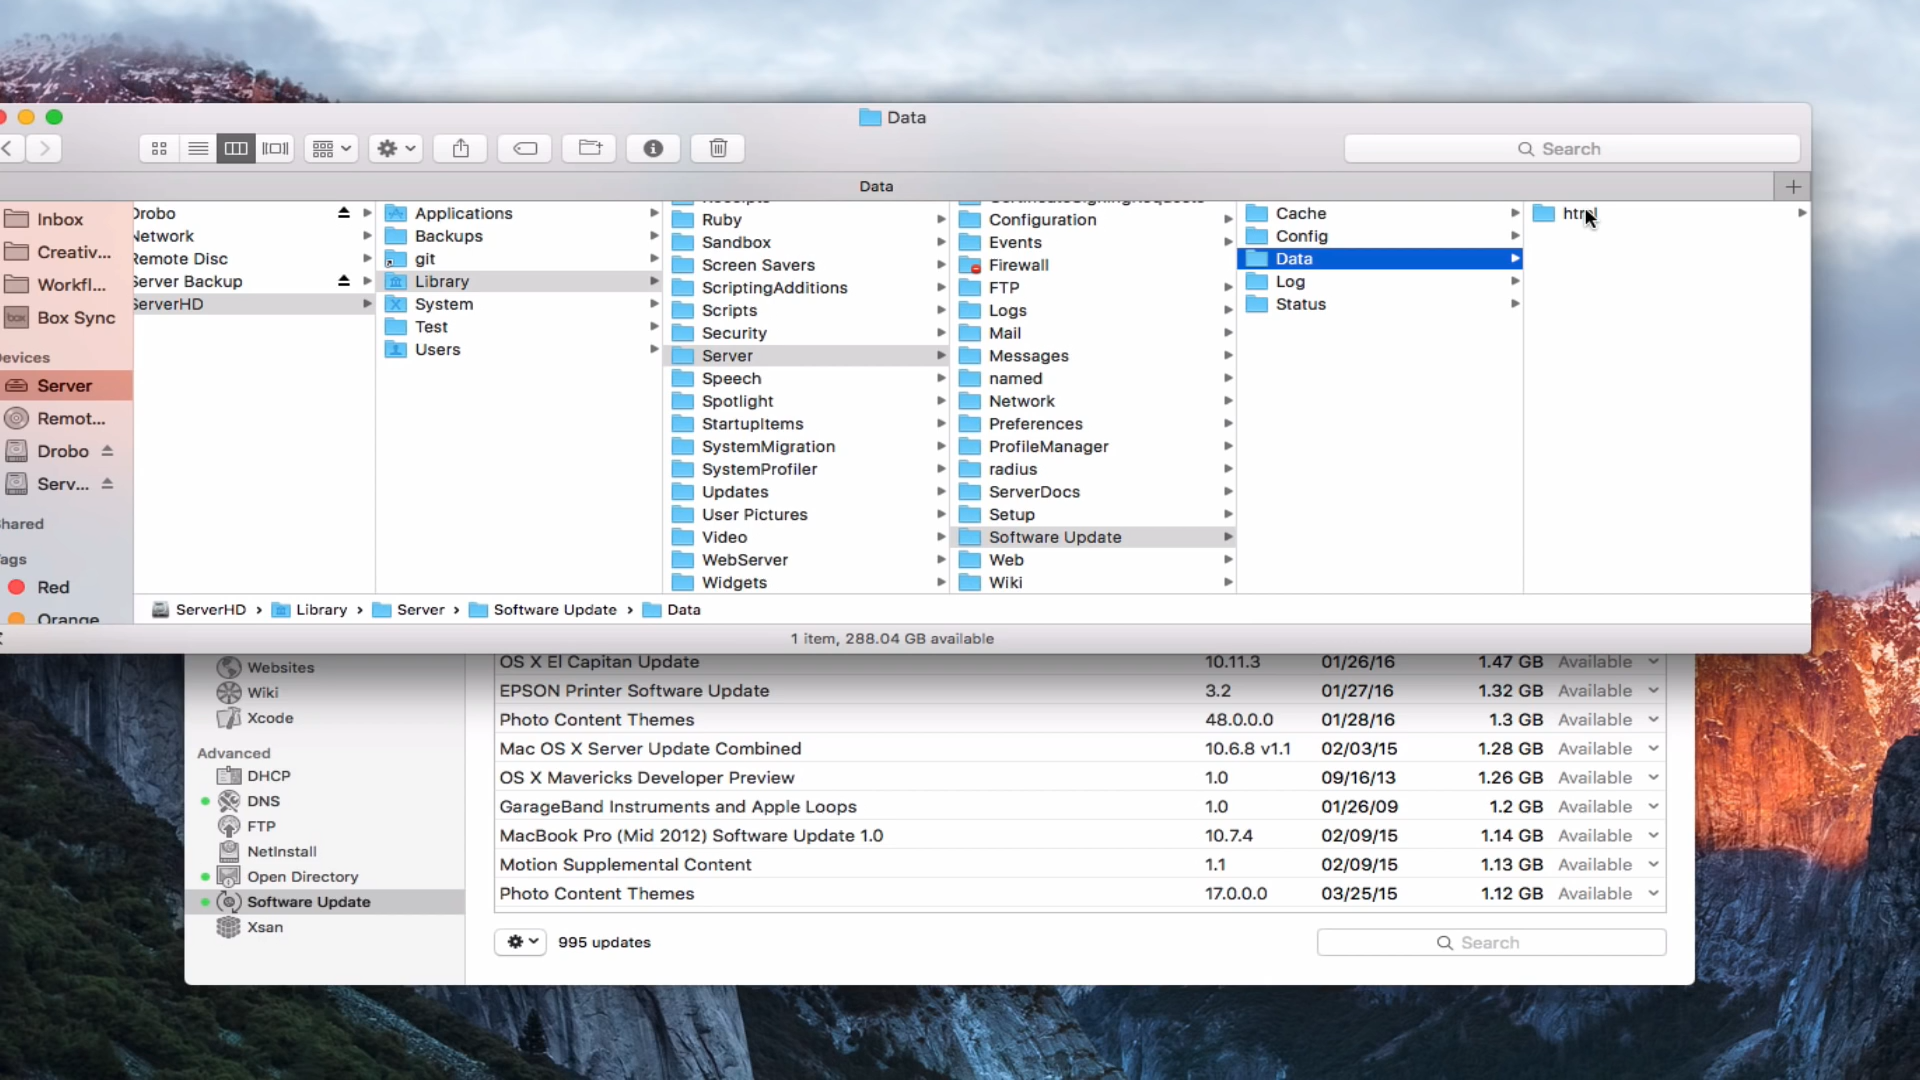 Data
Search
Data
Inbox
Creativ...
Workfl...
Box Sync
Devices
Server
Remot...
Drobo
Serv...
Shared
Tags
Red
Orange
Drobo
Network
Remote Disc
Server Backup
ServerHD
Applications
Backups
git
Library
System
Test
Users
Ruby
Sandbox
Screen Savers
ScriptingAdditions
Scripts
Security
Server
Speech
Spotlight
StartupItems
SystemMigration
SystemProfiler
Updates
User Pictures
Video
WebServer
Widgets
Configuration
Events
Firewall
FTP
Logs
Mail
Messages
named
Network
Preferences
ProfileManager
radius
ServerDocs
Setup
Software Update
Web
Wiki
Cache
Config
Data
Log
Status
html
ServerHD › Library › Server › Software Update › Data
1 item, 288.04 GB available
Websites
Wiki
Xcode
Advanced
DHCP
DNS
FTP
NetInstall
Open Directory
Software Update
Xsan
OS X El Capitan Update 10.11.3 01/26/16 1.47 GB Available
EPSON Printer Software Update 3.2 01/27/16 1.32 GB Available
Photo Content Themes 48.0.0.0 01/28/16 1.3 GB Available
Mac OS X Server Update Combined 10.6.8 v1.1 02/03/15 1.28 GB Available
OS X Mavericks Developer Preview 1.0 09/16/13 1.26 GB Available
GarageBand Instruments and Apple Loops 1.0 01/26/09 1.2 GB Available
MacBook Pro (Mid 2012) Software Update 1.0 10.7.4 02/09/15 1.14 GB Available
Motion Supplemental Content 1.1 02/09/15 1.13 GB Available
Photo Content Themes 17.0.0.0 03/25/15 1.12 GB Available
995 updates
Search